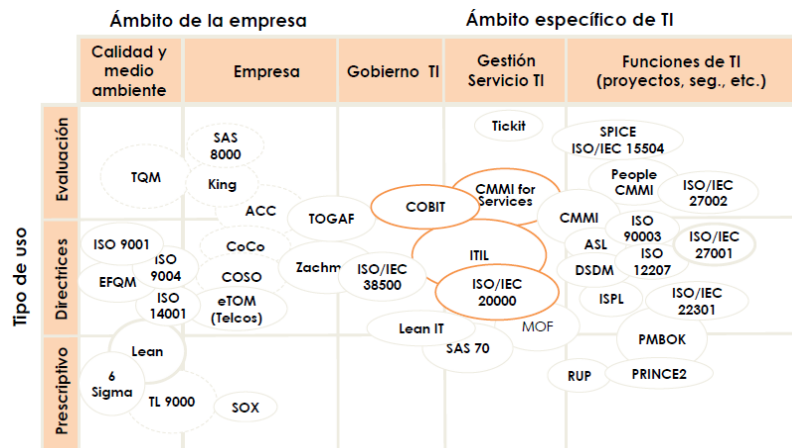 Ámbito de la empresa
Ámbito específico de TI
Calidad y
medio
ambiente
Empresa
Gobierno TI
Gestión
Servicio TI
Funciones de TI
(proyectos, seg., etc.)
Tipo de uso
Evaluación
Directrices
Prescriptivo
Tickit
SAS
8000
SPICE
ISO/IEC 15504
TQM
King
People
CMMI
CMMI for
Services
ISO/IEC
27002
COBIT
ACC
TOGAF
CMMI
ISO
90003
ISO 9001
CoCo
ASL
ISO/IEC
27001
ITIL
ISO
9004
Zachm
ISO
12207
EFQM
COSO
ISO/IEC
38500
DSDM
ISO/IEC
20000
ISO
14001
eTOM
(Telcos)
ISPL
ISO/IEC
22301
Lean IT
MOF
Lean
SAS 70
PMBOK
6
Sigma
RUP
PRINCE2
TL 9000
SOX